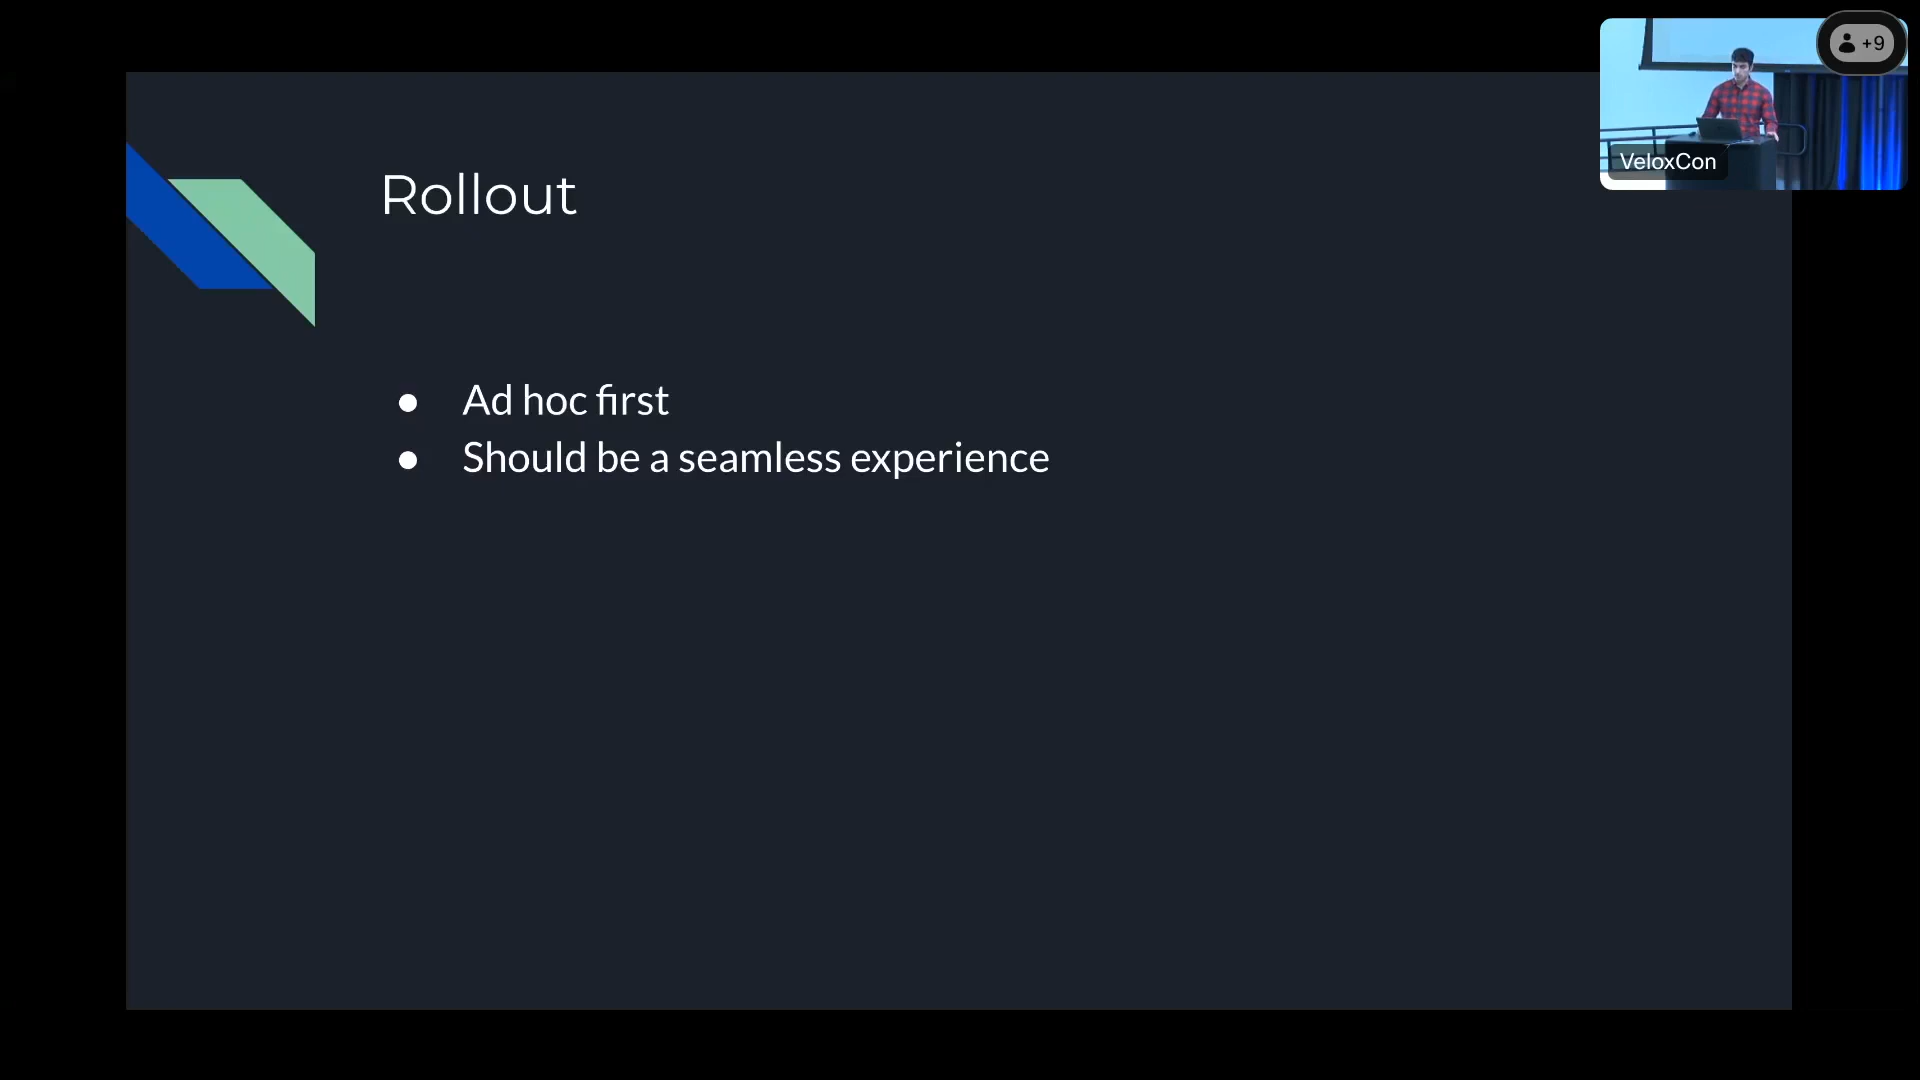 +9
VeloxCon
Rollout
● Ad hoc first
● Should be a seamless experience